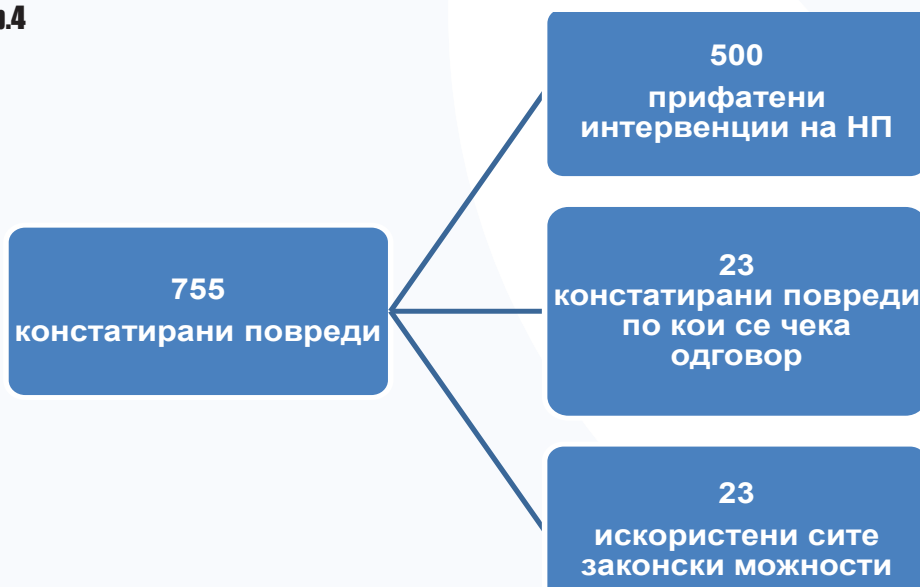 р.4
500
прифатени
интервенции на НП
755
констатирани повреди
23
констатирани повреди
по кои се чека
одговор
23
искористени сите
законски можности